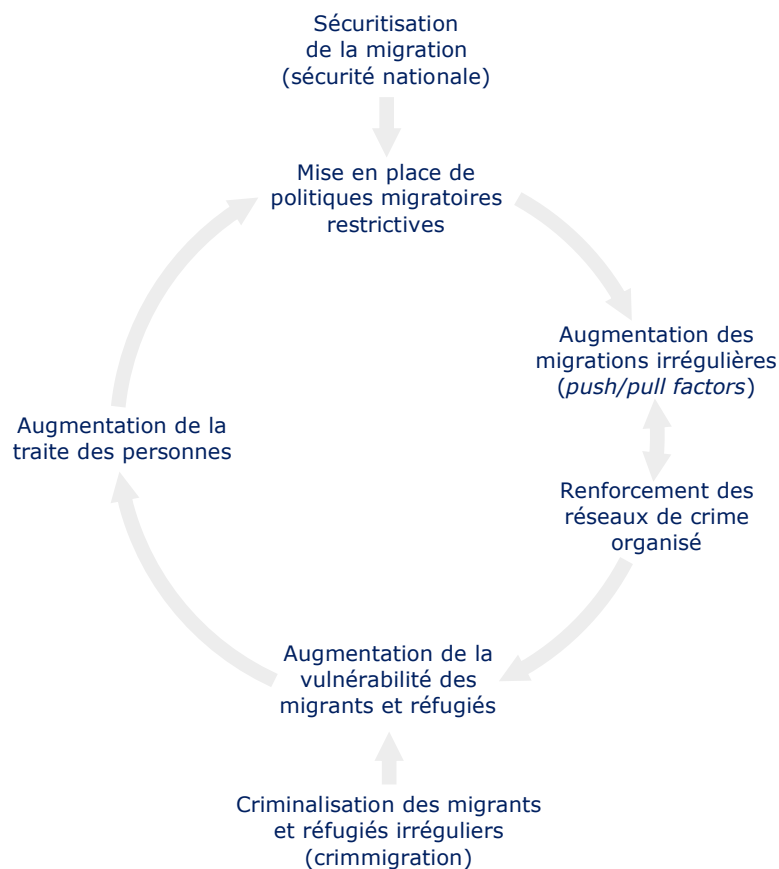 Sécuritisation
de la migration
(sécurité nationale)
Mise en place de
politiques migratoires
restrictives
Augmentation des
migrations irrégulières
(push/pull factors)
Augmentation de la
traite des personnes
Renforcement des
réseaux de crime
organisé
Augmentation de la
vulnérabilité des
migrants et réfugiés
Criminalisation des migrants
et réfugiés irréguliers
(crimmigration)